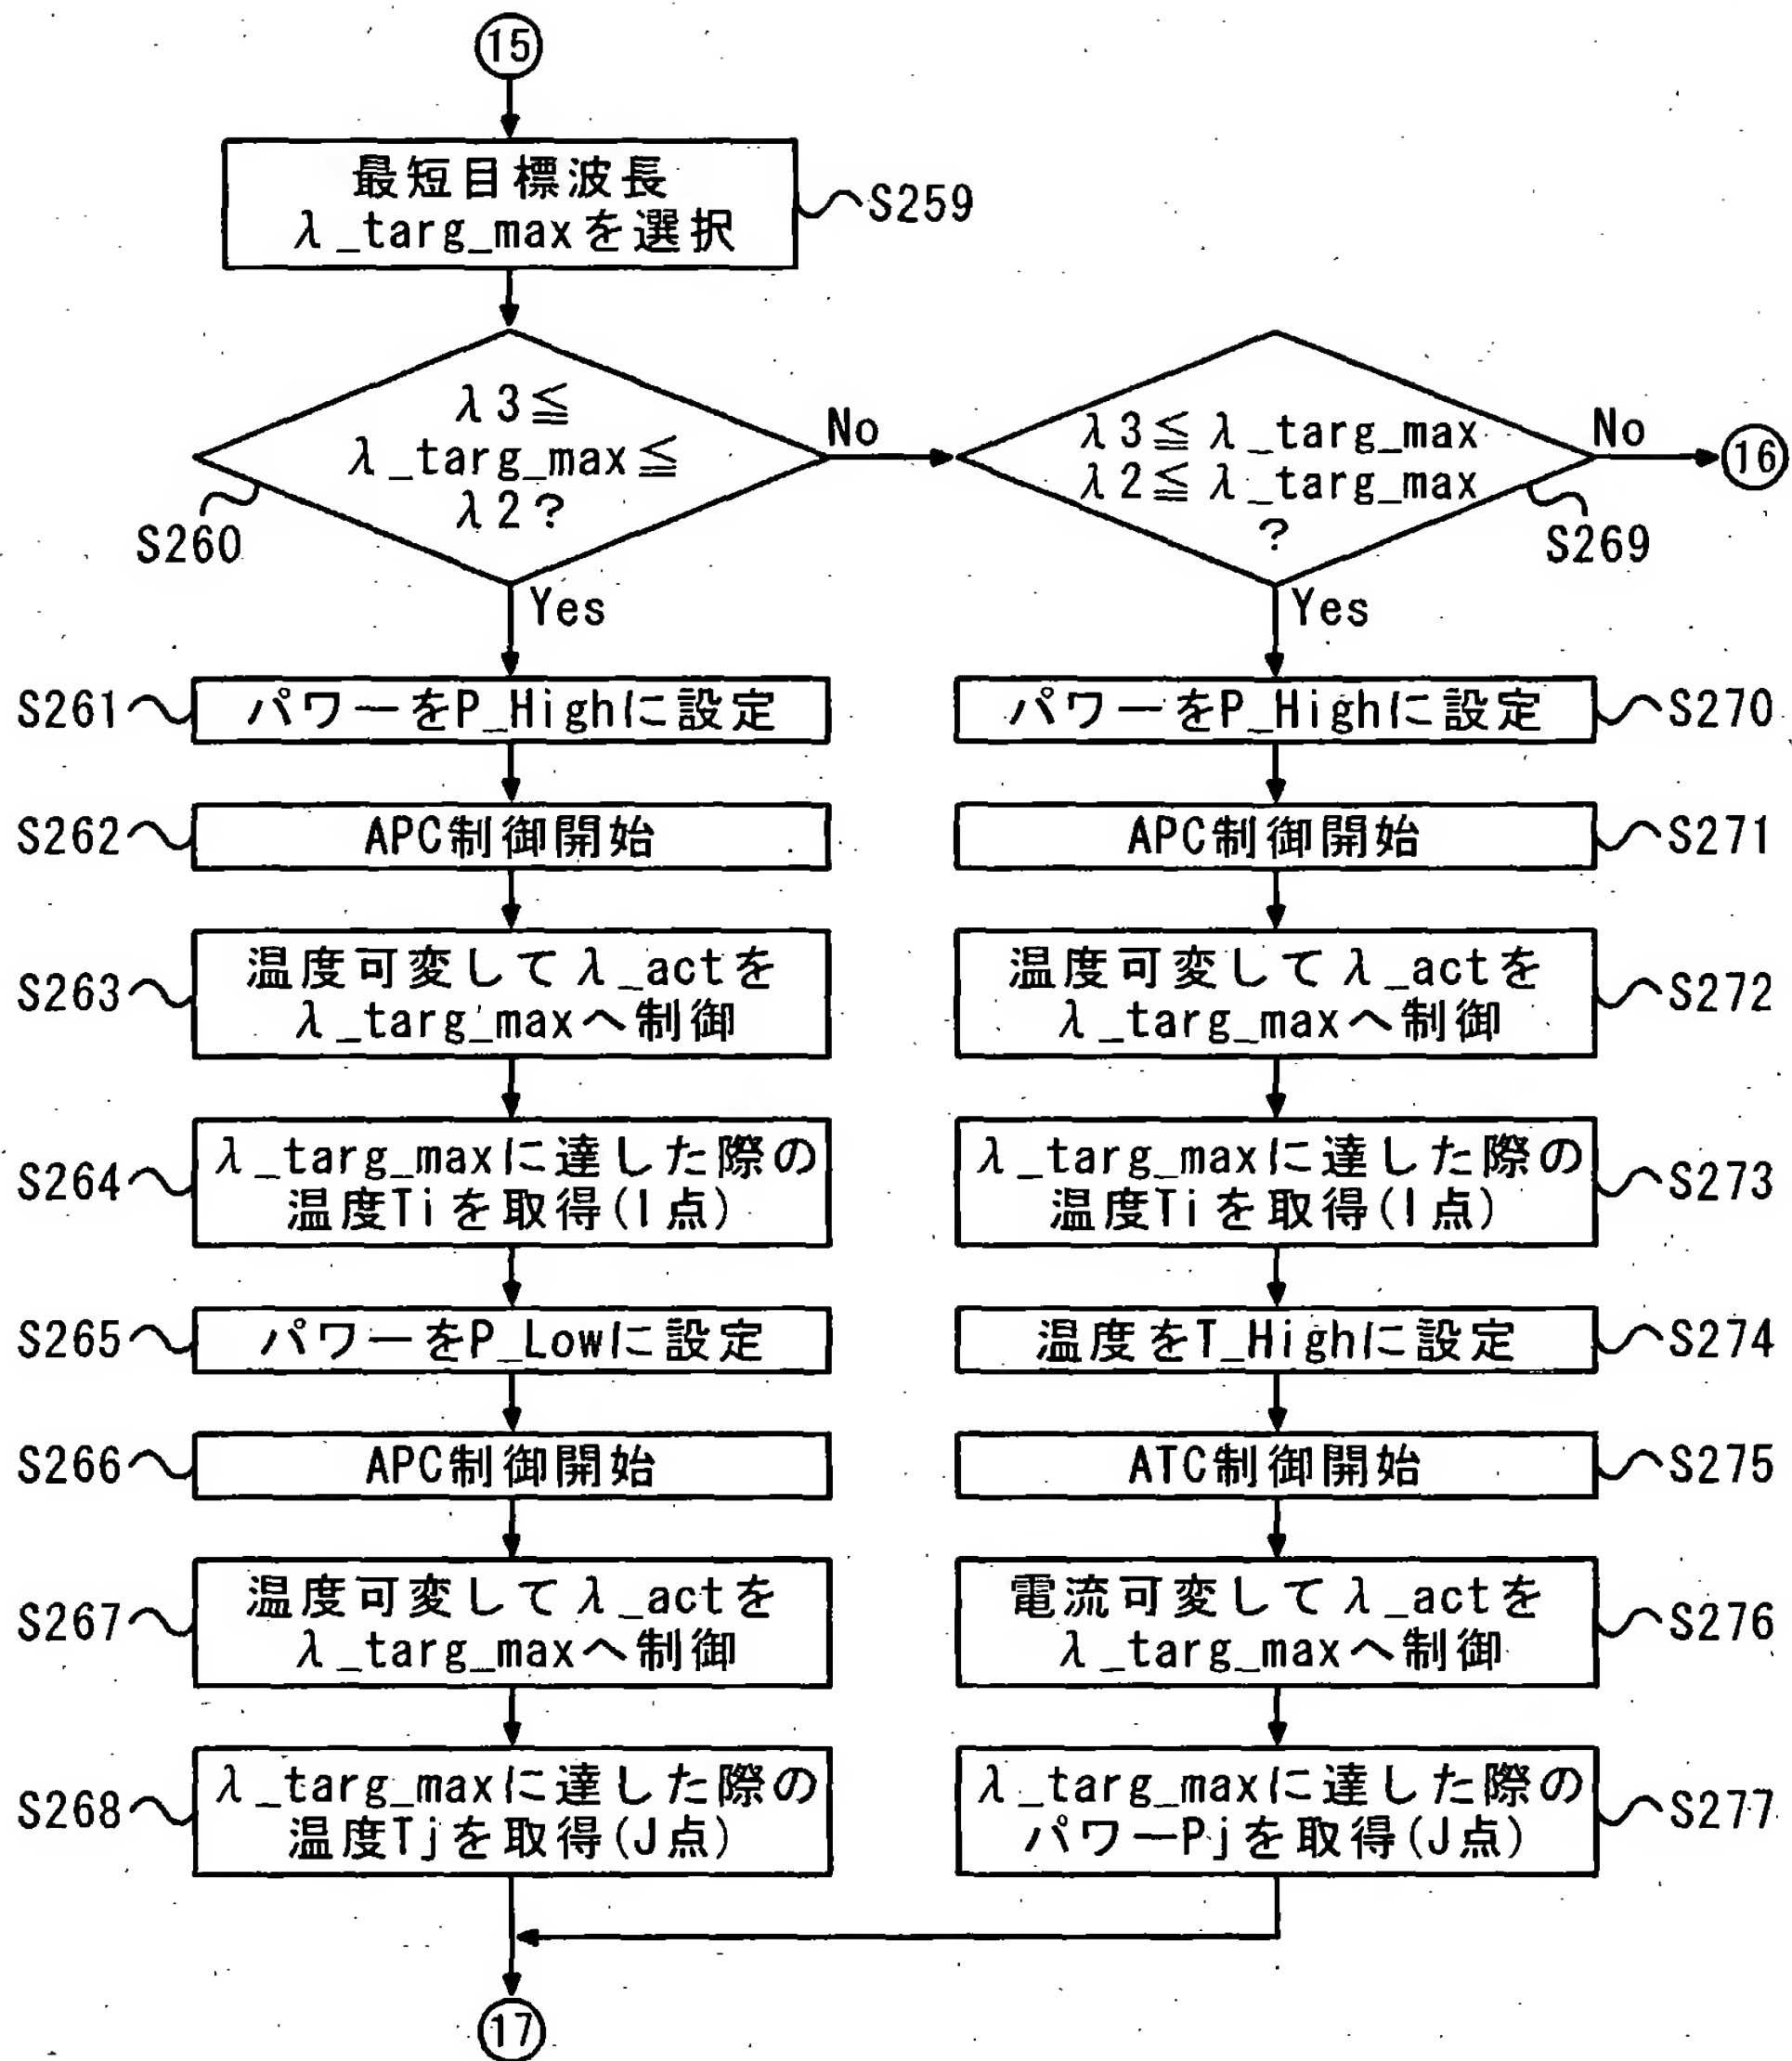 15
最短目標波長
λ_targ_maxを選択
S259
λ3≦
λ_targ_max≦
λ2?
S260
No
Yes
λ3≦λ_targ_max
λ2≦λ_targ_max
?
S269
No
16
Yes
S261
パワーをP_Highに設定
S262
APC制御開始
S263
温度可変してλ_actを
λ_targ_maxへ制御
S264
λ_targ_maxに達した際の
温度Tiを取得(I点)
S265
パワーをP_Lowに設定
S266
APC制御開始
S267
温度可変してλ_actを
λ_targ_maxへ制御
S268
λ_targ_maxに達した際の
温度Tjを取得(J点)
パワーをP_Highに設定
S270
APC制御開始
S271
温度可変してλ_actを
λ_targ_maxへ制御
S272
λ_targ_maxに達した際の
温度Tiを取得(I点)
S273
温度をT_Highに設定
S274
ATC制御開始
S275
電流可変してλ_actを
λ_targ_maxへ制御
S276
λ_targ_maxに達した際の
パワーPjを取得(J点)
S277
17